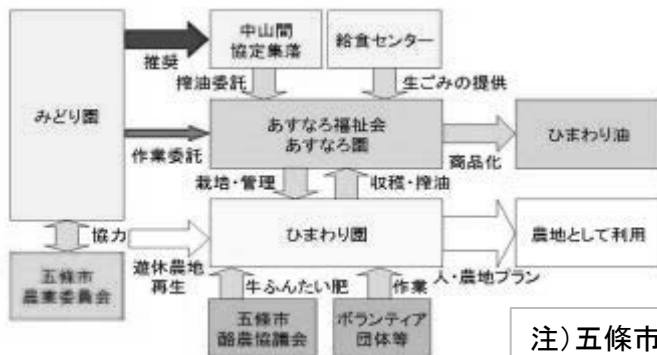 中山間
協定集落
給食センター
推奨
搾油委託
生ごみの提供
みどり園
あすなろ福祉会
あすなろ園
ひまわり油
作業委託
商品化
栽培・管理
収穫・搾油
協力
ひまわり園
農地として利用
遊休農地
再生
人・農地プラン
五條市
農業委員会
牛ふんたい肥
作業
五條市
酪農協議会
ボランティア
団体等
注)五條市